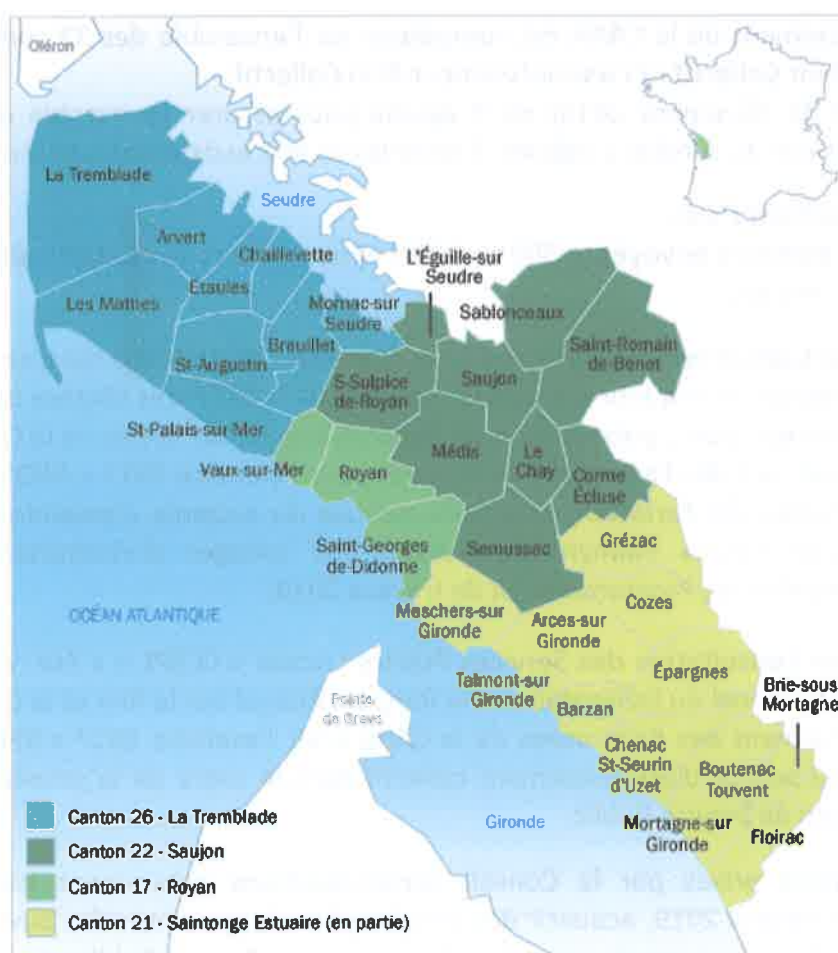 Oléron
La Tremblade
Seudre
Arvert
Chaillevette
L'Éguille-sur
Seudre
Etaules
Les Mathes
Mornac-sur
Seudre
Sablonceaux
Breuillet
Saint-Romain
de-Benet
St-Augustin
Saujon
S-Sulpice
de-Royan
St-Palais-sur-Mer
Médis
Le
Chay
Vaux-sur-Mer
Royan
Corme
Écluse
Grézac
Saint-Georges
de-Didonne
Semussac
Cozes
OCÉAN ATLANTIQUE
Meschers-sur
Gironde
Arces-sur
Gironde
Épargnes
Talmont-sur
Gironde
Brie-sous
Mortagne
Pointe
de Grave
Barzan
Chenac
St-Seurin
d'Uzet
Boutenac
Touvent
Gironde
Mortagne-sur
Gironde
Floirac
Canton 26 - La Tremblade
Canton 22 - Saujon
Canton 17 - Royan
Canton 21 - Saintonge Estuaire (en partie)